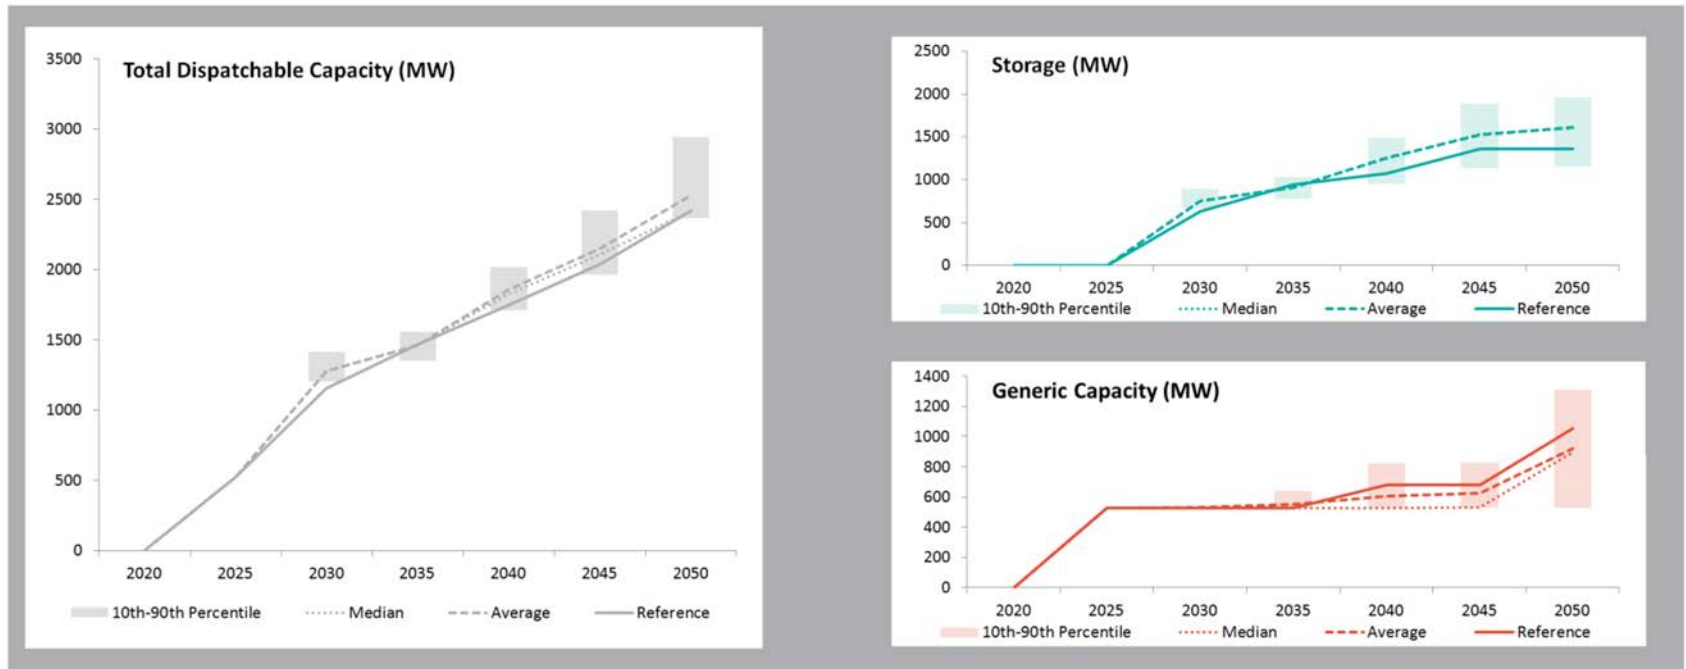 Total Dispatchable Capacity (MW)
3500
3000
2500
2000
1500
1000
500
0
2020 2025 2030 2035 2040 2045 2050
10th-90th Percentile Median Average Reference
Storage (MW)
2500
2000
1500
1000
500
0
2020 2025 2030 2035 2040 2045 2050
10th-90th Percentile Median Average Reference
Generic Capacity (MW)
1400
1200
1000
800
600
400
200
0
2020 2025 2030 2035 2040 2045 2050
10th-90th Percentile Median Average Reference